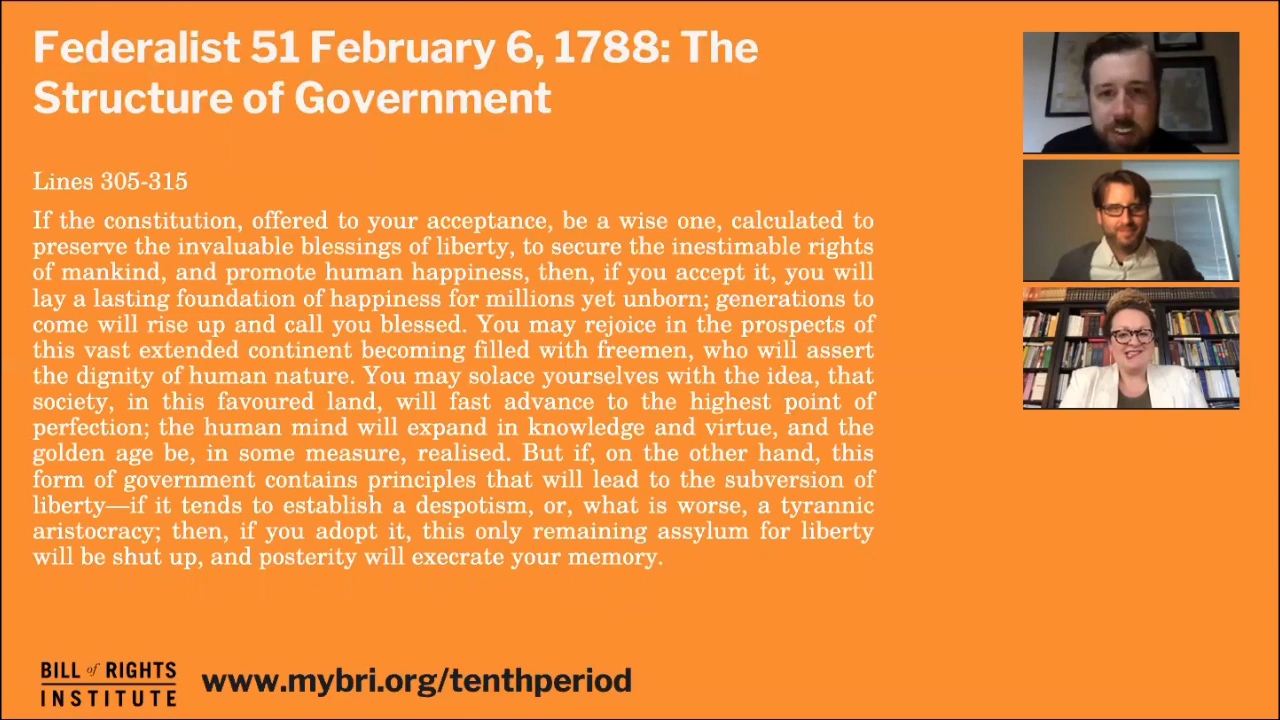 Federalist 51 February 6, 1788: The
Structure of Government
Lines 305-315
If the constitution, offered to your acceptance, be a wise one, calculated to
preserve the invaluable blessings of liberty, to secure the inestimable rights
of mankind, and promote human happiness, then, if you accept it, you will
lay a lasting foundation of happiness for millions yet unborn; generations to
come will rise up and call you blessed. You may rejoice in the prospects of
this vast extended continent becoming filled with freemen, who will assert
the dignity of human nature. You may solace yourselves with the idea, that
society, in this favoured land, will fast advance to the highest point of
perfection; the human mind will expand in knowledge and virtue, and the
golden age be, in some measure, realised. But if, on the other hand, this
form of government contains principles that will lead to the subversion of
liberty—if it tends to establish a despotism, or, what is worse, a tyrannic
aristocracy; then, if you adopt it, this only remaining assylum for liberty
will be shut up, and posterity will execrate your memory.
BILL of RIGHTS
INSTITUTE
www.mybri.org/tenthperiod